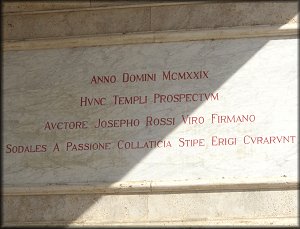 ANNO DOMINI MCMXXIX
HVNC TEMPLI PROSPECTVM
AVCTORE JOSEPHO ROSSI VIRO FIRMANO
SODALES A PASSIONE COLLATICIA STIPE ERIGI CVRARVNT